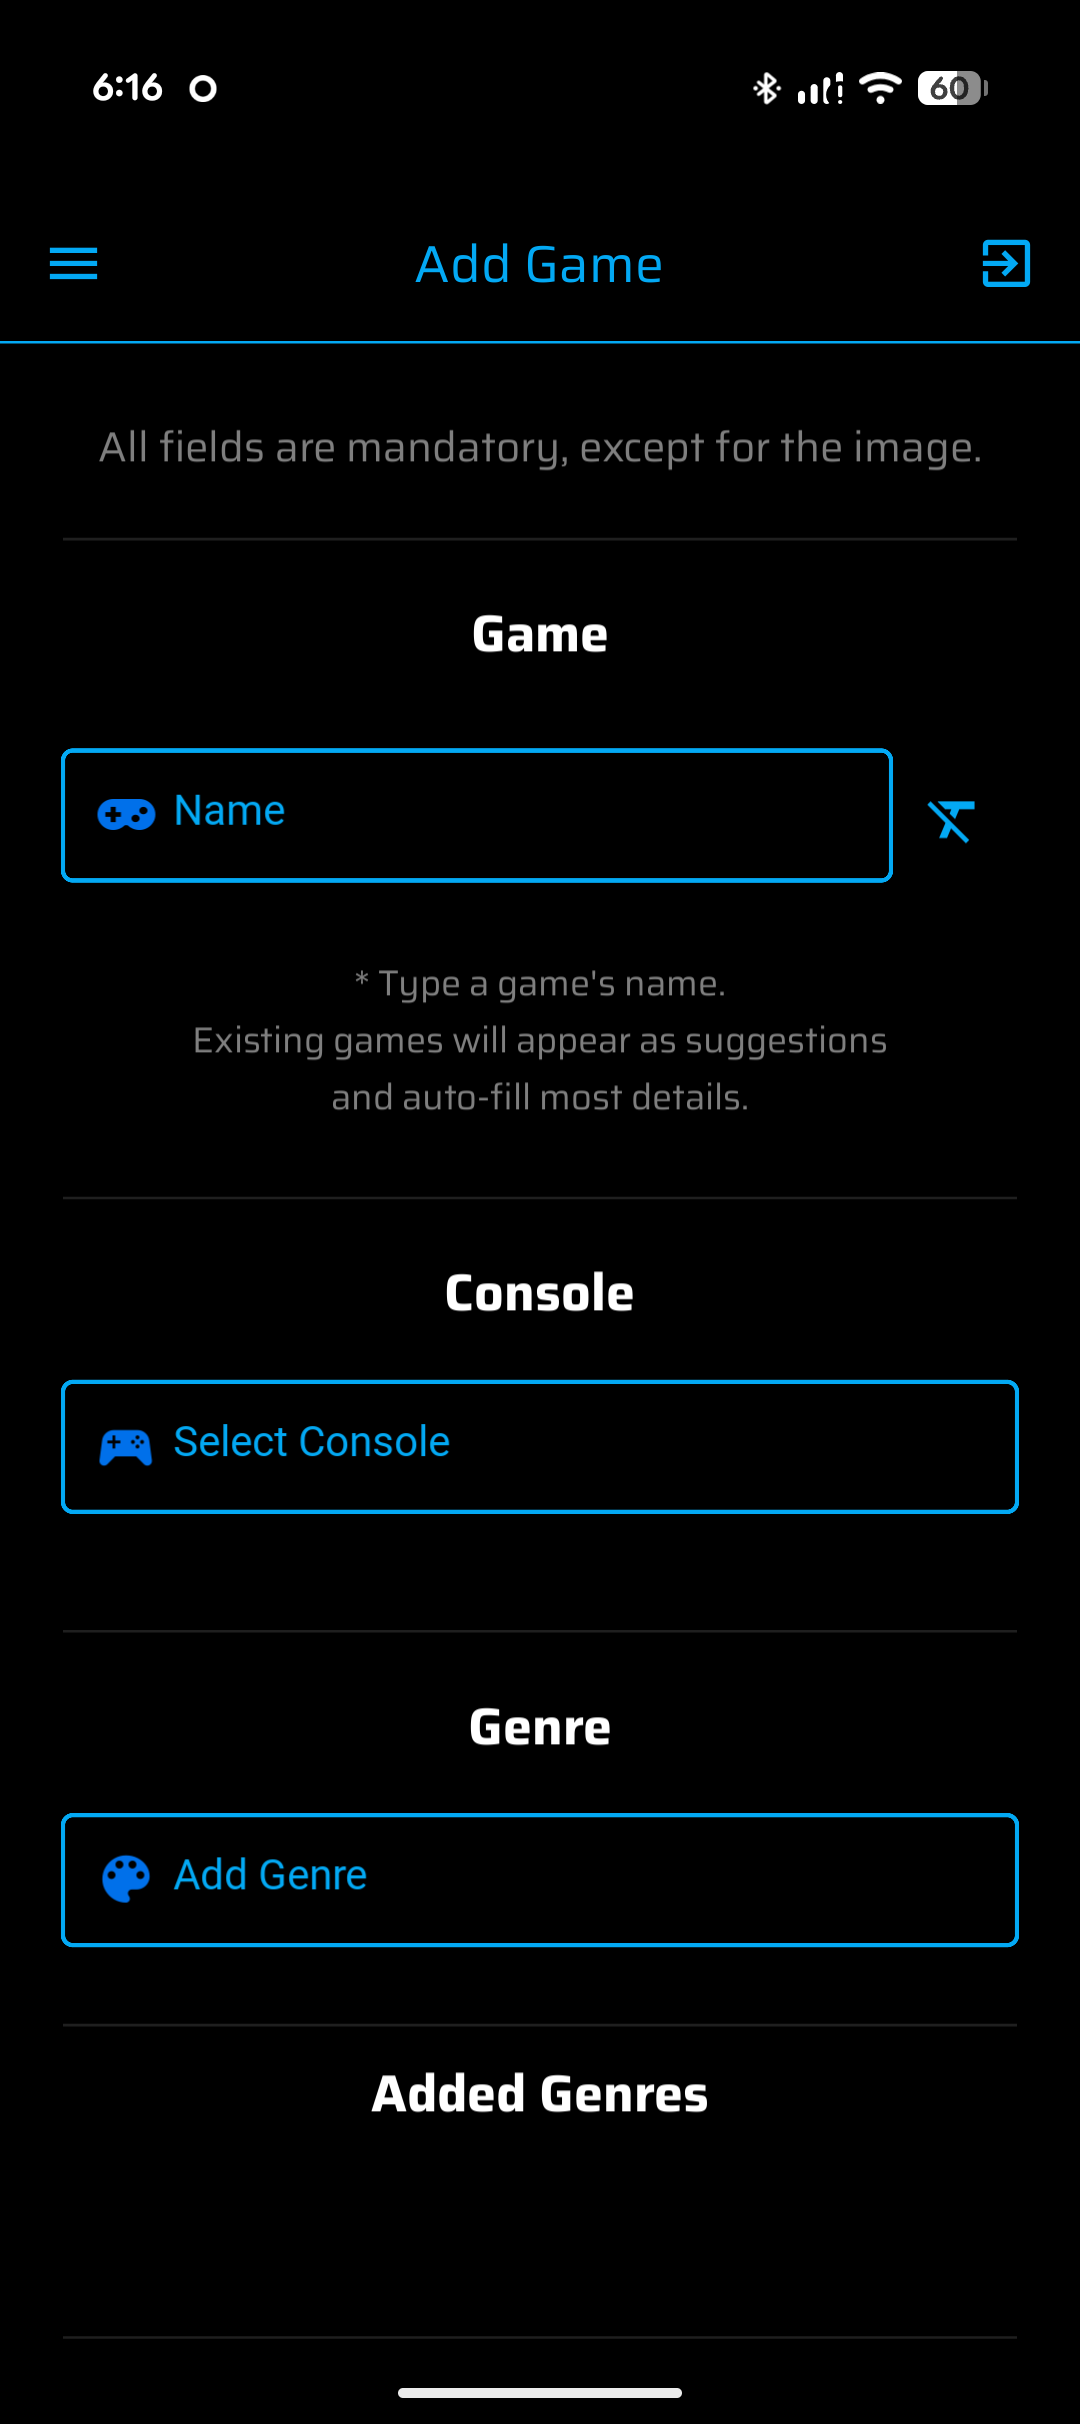 6:16
60
Add Game
All fields are mandatory, except for the image.
Game
Name
* Type a game's name.
Existing games will appear as suggestions
and auto-fill most details.
Console
Select Console
Genre
Add Genre
Added Genres